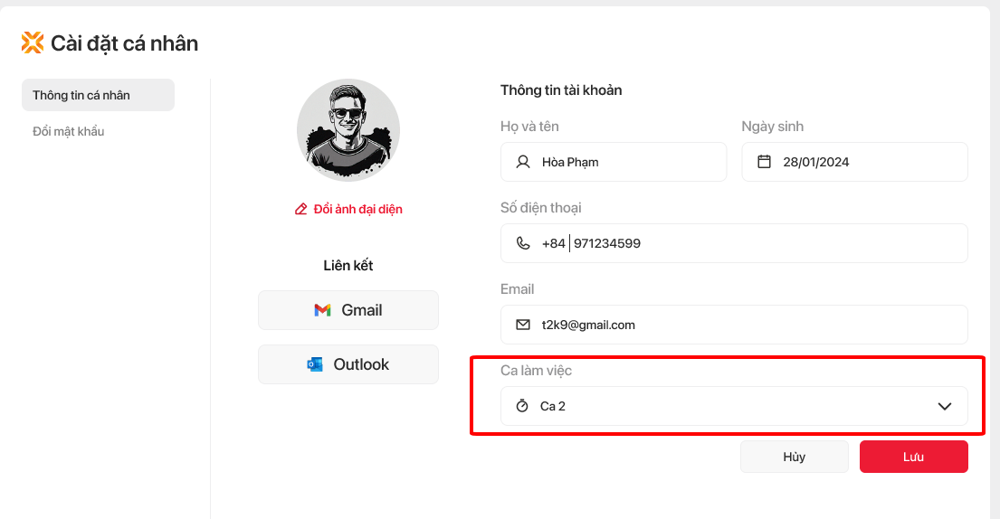 Cài đặt cá nhân
Thông tin cá nhân
Đổi mật khẩu
Đổi ảnh đại diện
Liên kết
Gmail
Outlook
Thông tin tài khoản
Họ và tên
Ngày sinh
Hòa Phạm
28/01/2024
Số điện thoại
+84 971234599
Email
t2k9@gmail.com
Ca làm việc
Ca 2
Hủy
Lưu